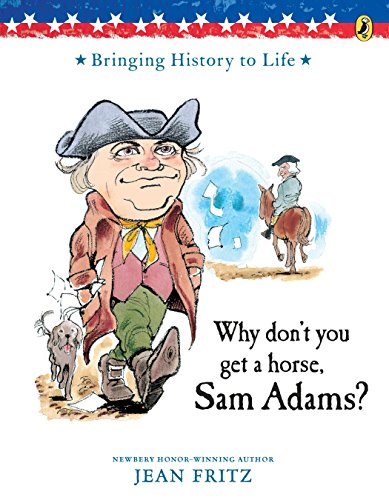 ★ Bringing History to Life ★
Why don't you
get a horse,
Sam Adams?
NEWBERY HONOR-WINNING AUTHOR
JEAN FRITZ